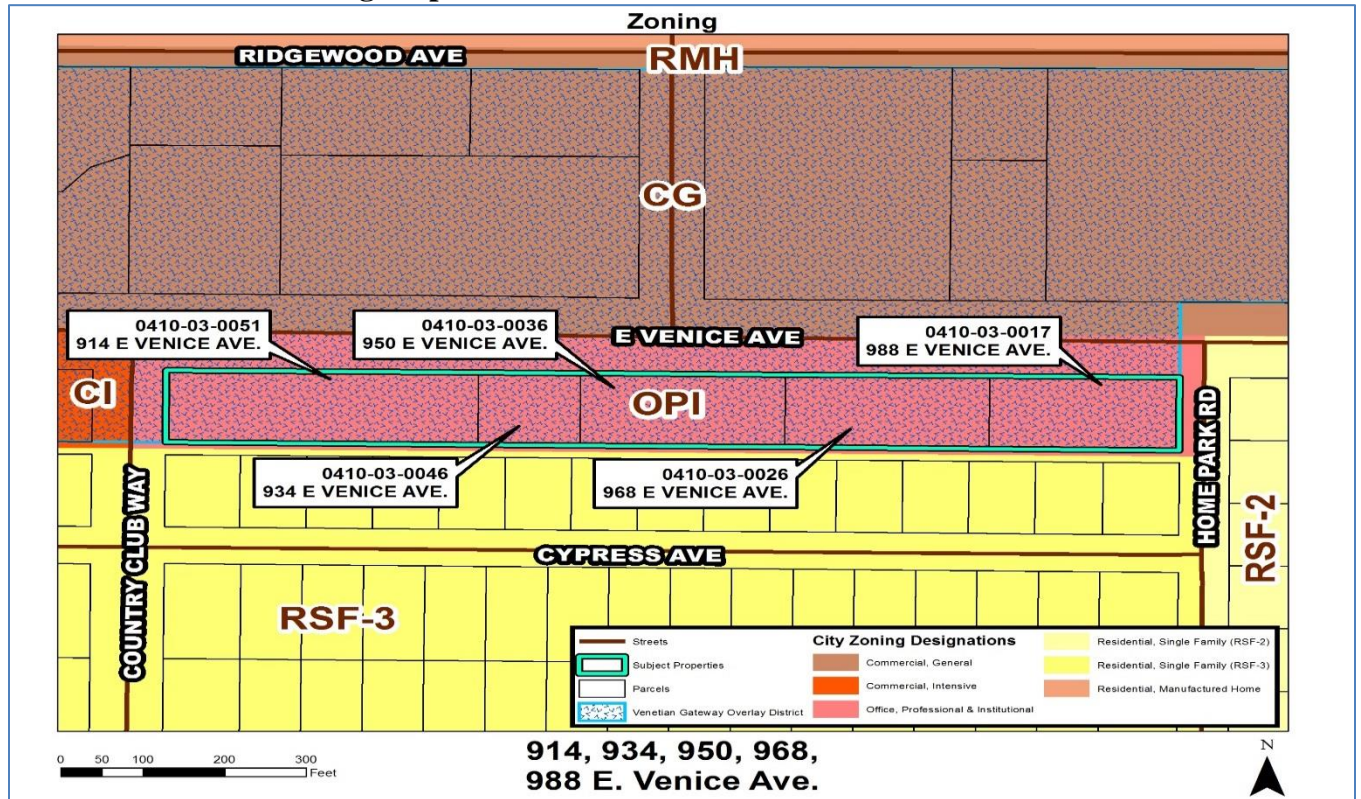 Zoning
RIDGEWOOD AVE
RMH
CG
0410-03-0051
914 E VENICE AVE.
0410-03-0036
950 E VENICE AVE.
E VENICE AVE
0410-03-0017
988 E VENICE AVE.
CI
OPI
0410-03-0046
934 E VENICE AVE.
0410-03-0026
968 E VENICE AVE.
COUNTRY CLUB WAY
CYPRESS AVE
HOME PARK RD
RSF-2
RSF-3
Streets
Subject Properties
Parcels
Venetian Gateway Overlay District
City Zoning Designations
Commercial, General
Commercial, Intensive
Office, Professional & Institutional
Residential, Single Family (RSF-2)
Residential, Single Family (RSF-3)
Residential, Manufactured Home
0 50 100 200 300
Feet
914, 934, 950, 968,
988 E. Venice Ave.
N